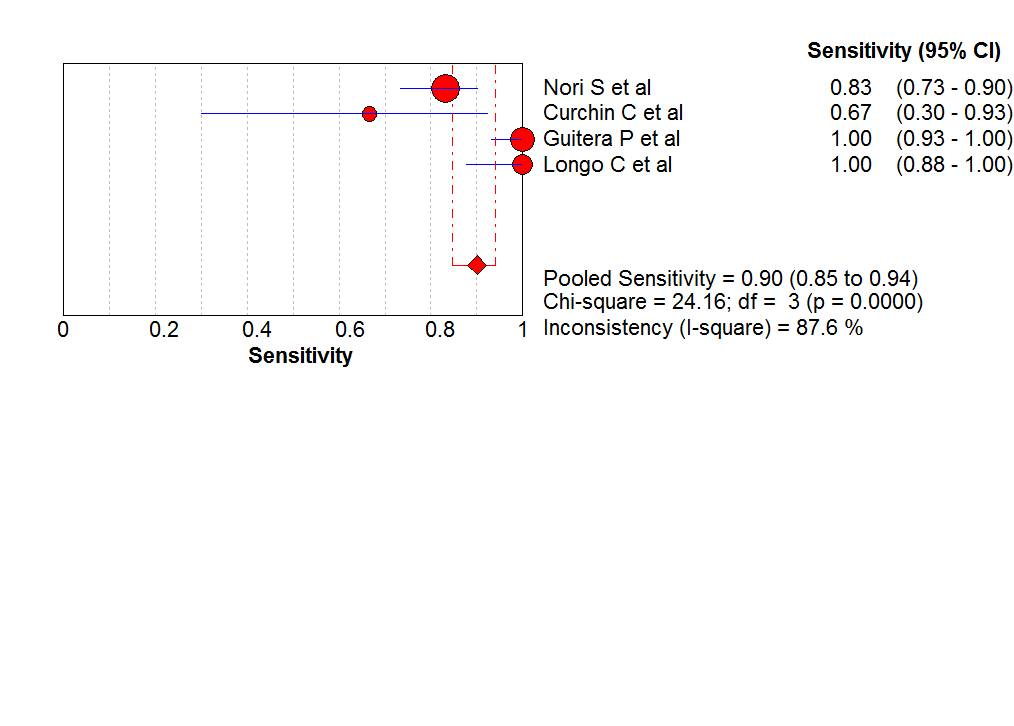 Sensitivity (95% CI)
Nori S et al 0.83 (0.73 - 0.90)
Curchin C et al 0.67 (0.30 - 0.93)
Guitera P et al 1.00 (0.93 - 1.00)
Longo C et al 1.00 (0.88 - 1.00)
Pooled Sensitivity = 0.90 (0.85 to 0.94)
Chi-square = 24.16; df = 3 (p = 0.0000)
Inconsistency (I-square) = 87.6 %
0 0.2 0.4 0.6 0.8 1
Sensitivity